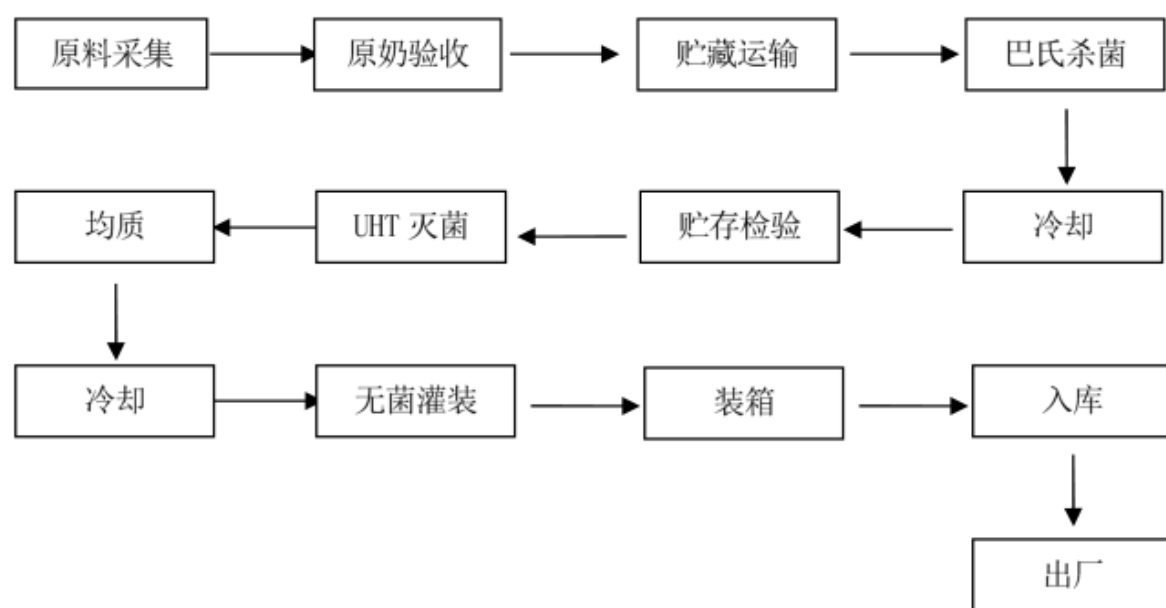 原料采集
原奶验收
贮藏运输
巴氏杀菌
冷却
贮存检验
UHT 灭菌
均质
冷却
无菌灌装
装箱
入库
出厂